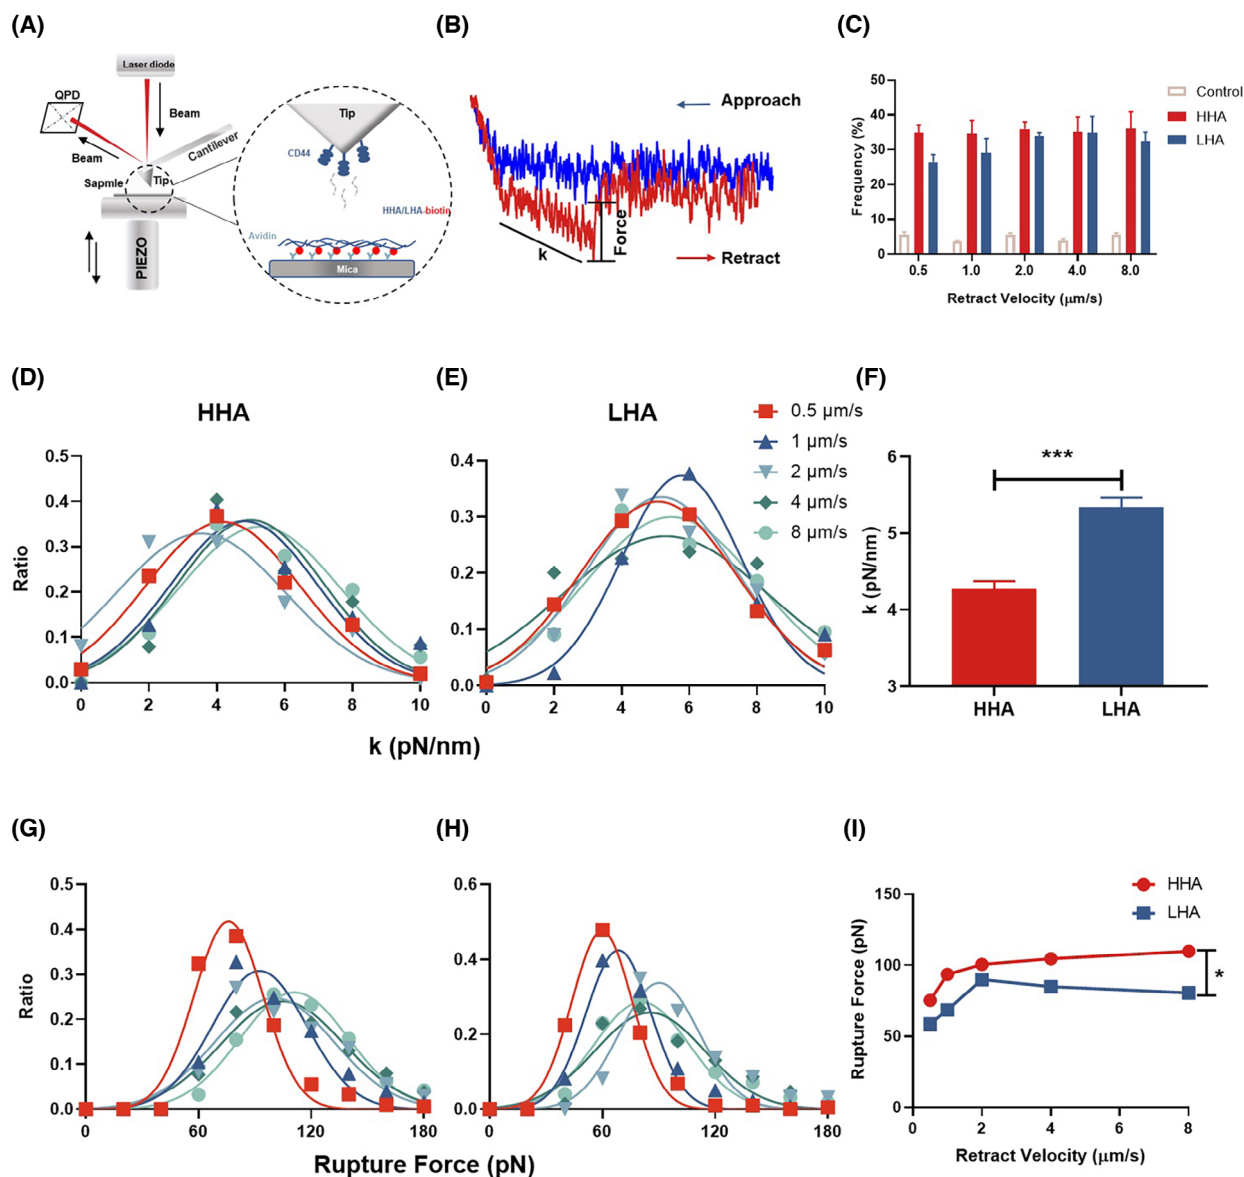 (A)
Laser diode
QPD
Beam
Beam
Cantilever
Sapmle
Tip
PIEZO
Tip
CD44
HHA/LHA-biotin
Avidin
Mica
(B)
Approach
Force
k
Retract
(C)
Frequency (%)
50
40
30
20
10
0
0.5 1.0 2.0 4.0 8.0
Retract Velocity (μm/s)
Control
HHA
LHA
(D)
HHA
Ratio
0.5
0.4
0.3
0.2
0.1
0.0
0 2 4 6 8 10
(E)
LHA
0.4
0.3
0.2
0.1
0.0
0 2 4 6 8 10
0.5 μm/s
1 μm/s
2 μm/s
4 μm/s
8 μm/s
k (pN/nm)
(F)
k (pN/nm)
6
5
4
3
***
HHA LHA
(G)
Ratio
0.5
0.4
0.3
0.2
0.1
0.0
0 60 120 180
(H)
0.6
0.4
0.2
0.0
0 60 120 180
Rupture Force (pN)
(I)
HHA
LHA
Rupture Force (pN)
150
100
50
0
*
0 2 4 6 8
Retract Velocity (μm/s)